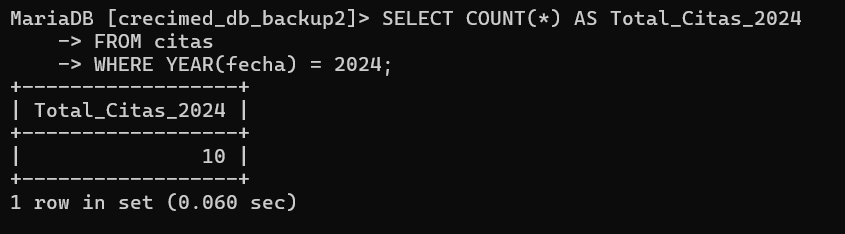 MariaDB [crecimed_db_backup2]> SELECT COUNT(*) AS Total_Citas_2024
    -> FROM citas
    -> WHERE YEAR(fecha) = 2024;
+------------------+
| Total_Citas_2024 |
+------------------+
|               10 |
+------------------+
1 row in set (0.060 sec)